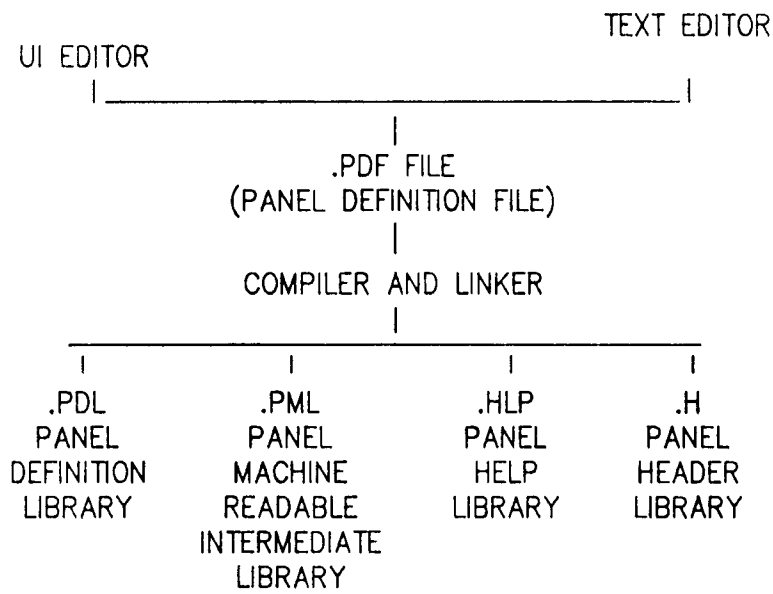 TEXT EDITOR
UI EDITOR
.PDF FILE
(PANEL DEFINITION FILE)
COMPILER AND LINKER
.PDL
PANEL
DEFINITION
LIBRARY
.PML
PANEL
MACHINE
READABLE
INTERMEDIATE
LIBRARY
.HLP
PANEL
HELP
LIBRARY
.H
PANEL
HEADER
LIBRARY